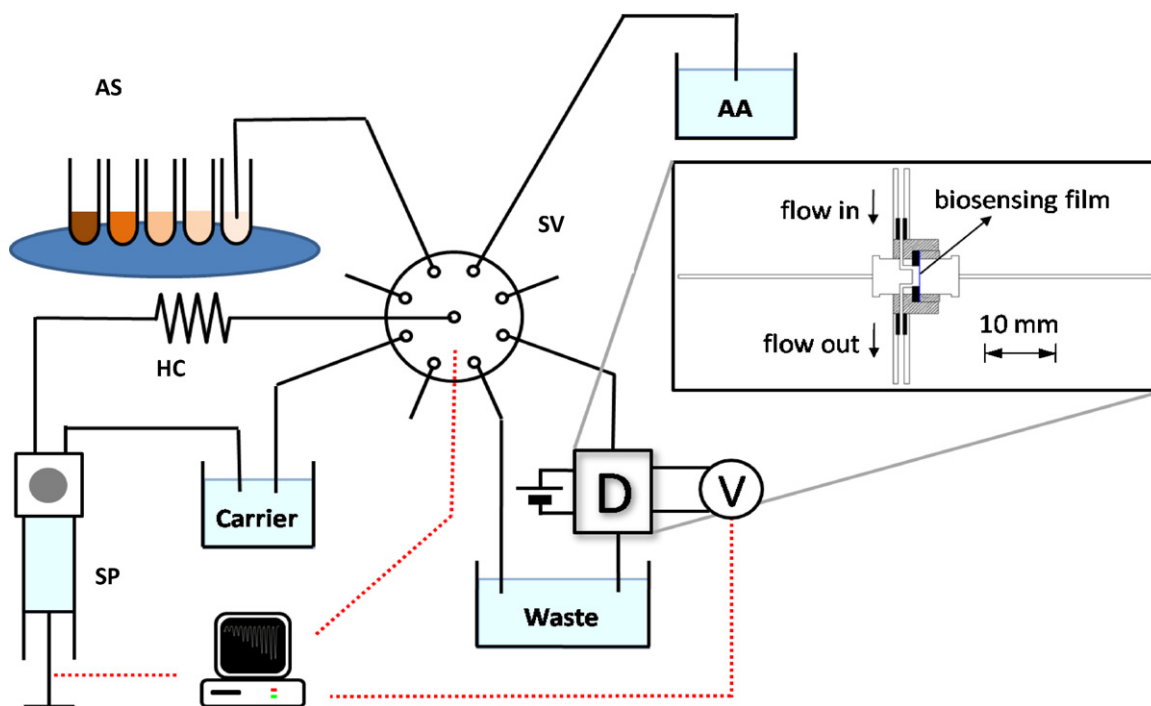 AS
AA
SV
flow in
biosensing film
10 mm
flow out
HC
D
V
Carrier
SP
Waste